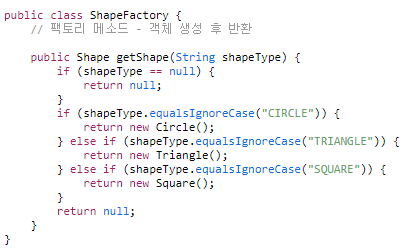 public class ShapeFactory {
    // 팩토리 메소드 - 객체 생성 후 반환
    public Shape getShape(String shapeType) {
        if (shapeType == null) {
            return null;
        }
        if (shapeType.equalsIgnoreCase("CIRCLE")) {
            return new Circle();
        } else if (shapeType.equalsIgnoreCase("TRIANGLE")) {
            return new Triangle();
        } else if (shapeType.equalsIgnoreCase("SQUARE")) {
            return new Square();
        }
        return null;
    }
}